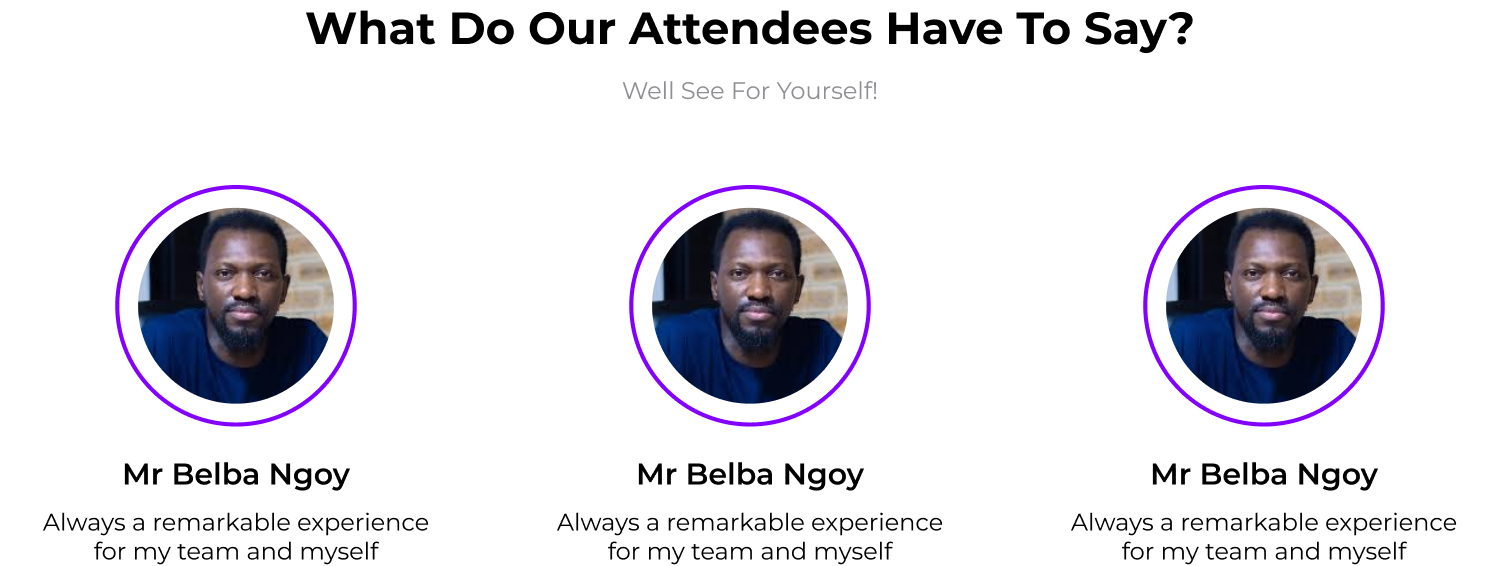 What Do Our Attendees Have To Say?
Well See For Yourself!
Mr Belba Ngoy
Always a remarkable experience
for my team and myself
Mr Belba Ngoy
Always a remarkable experience
for my team and myself
Mr Belba Ngoy
Always a remarkable experience
for my team and myself